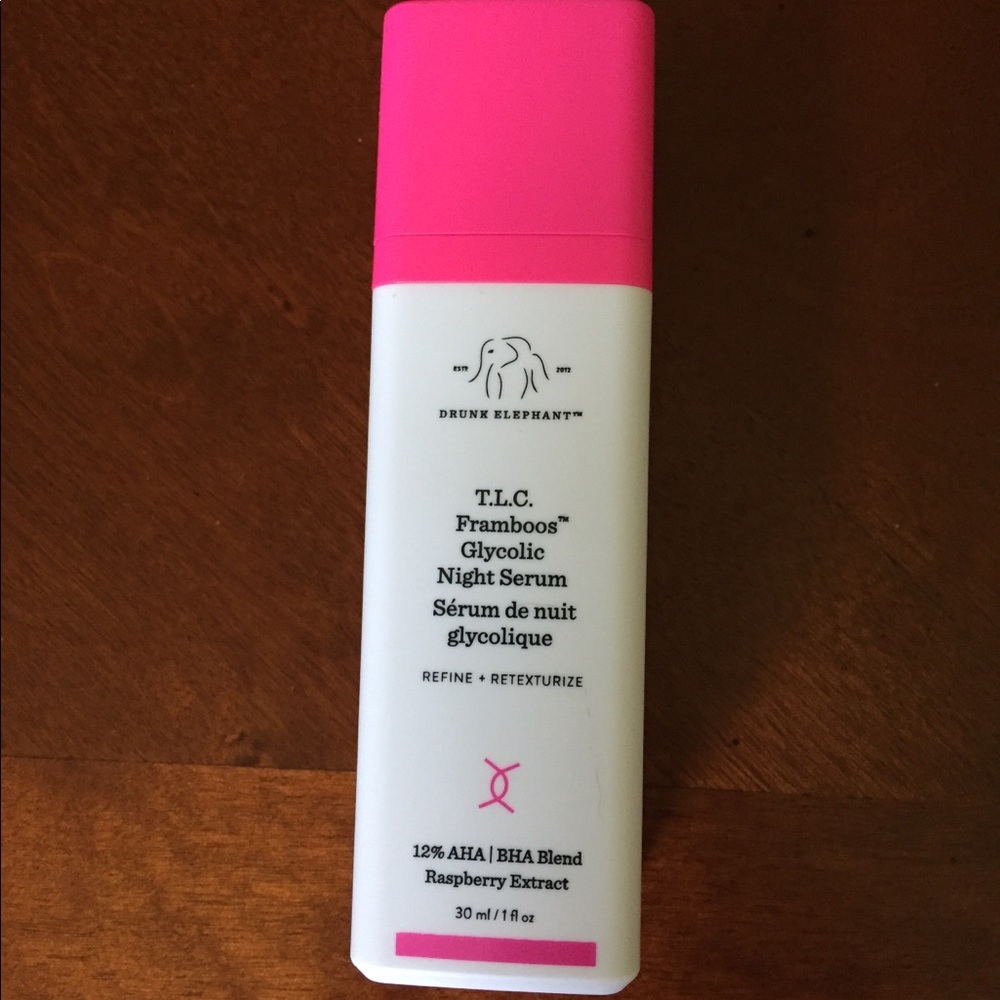 ESTD 2012
DRUNK ELEPHANT™
T.L.C.
Framboos™
Glycolic
Night Serum
Sérum de nuit
glycolique
REFINE + RETEXTURIZE
12% AHA | BHA Blend
Raspberry Extract
30 ml / 1 fl oz